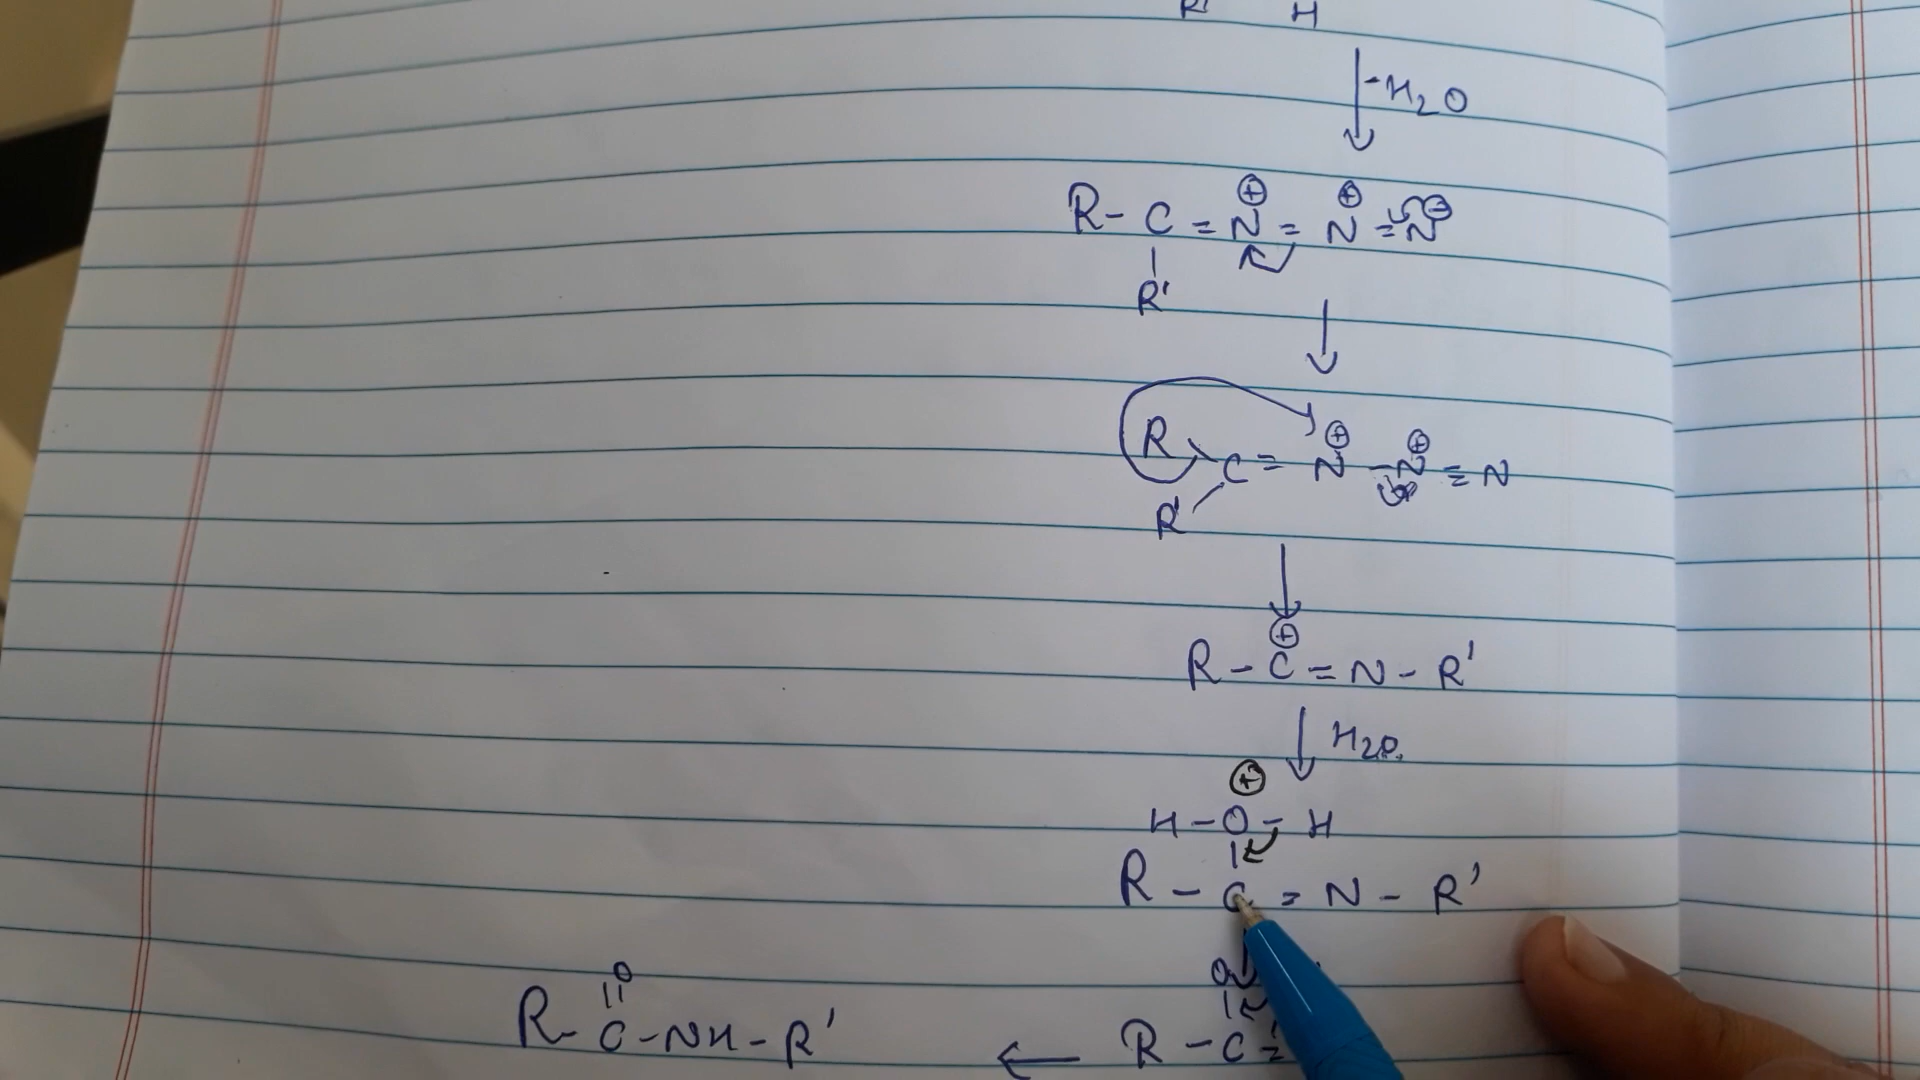 R' H
-H2O
⊕ ⊕ ⊖
R - C = N = N = N
R'
R ⊕ ⊕
C = N - N ≡ N
R'
⊕
R - C = N - R'
H2O.
⊕
H - O - H
R - C = N - R'
O O
R - C - NH - R' ← R - C =